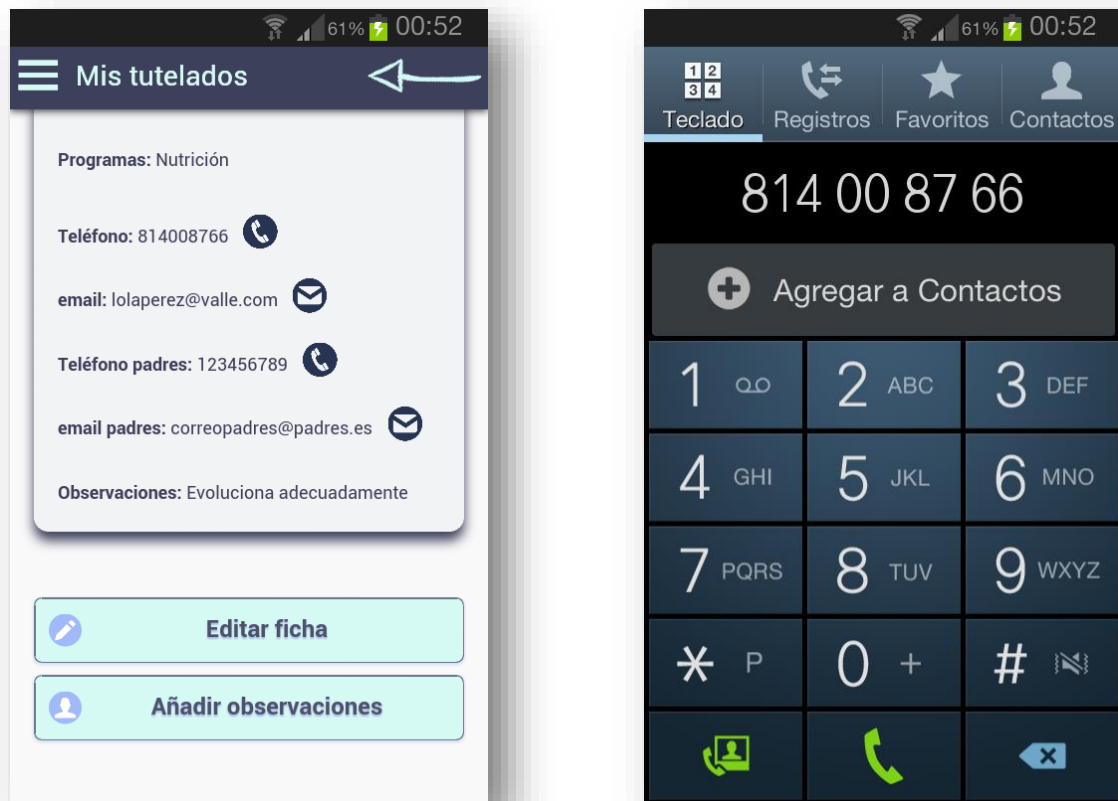 61% 00:52
Mis tutelados
Programas: Nutrición
Teléfono: 814008766
email: lolaperez@valle.com
Teléfono padres: 123456789
email padres: correopadres@padres.es
Observaciones: Evoluciona adecuadamente
Editar ficha
Añadir observaciones
61% 00:52
1 2
3 4
Teclado Registros Favoritos Contactos
814 00 87 66
Agregar a Contactos
1 2 ABC 3 DEF
4 GHI 5 JKL 6 MNO
7 PQRS 8 TUV 9 WXYZ
* P 0 + #